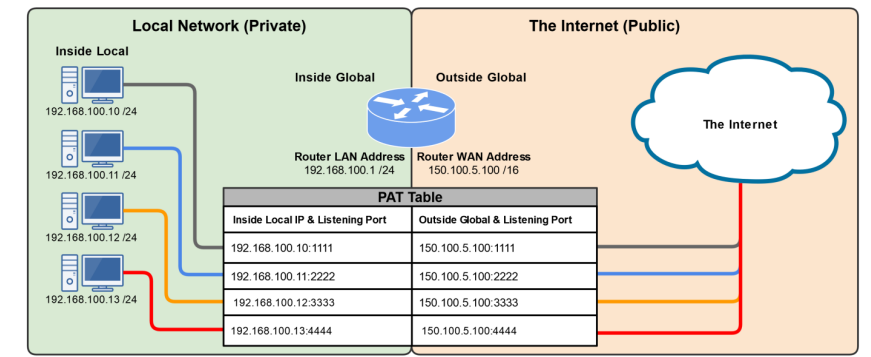 Local Network (Private)
The Internet (Public)
Inside Local
192.168.100.10 /24
192.168.100.11 /24
192.168.100.12 /24
192.168.100.13 /24
Inside Global
Outside Global
Router LAN Address
192.168.100.1 /24
Router WAN Address
150.100.5.100 /16
The Internet
PAT Table
Inside Local IP & Listening Port
Outside Global & Listening Port
192.168.100.10:1111
150.100.5.100:1111
192.168.100.11:2222
150.100.5.100:2222
192.168.100.12:3333
150.100.5.100:3333
192.168.100.13:4444
150.100.5.100:4444